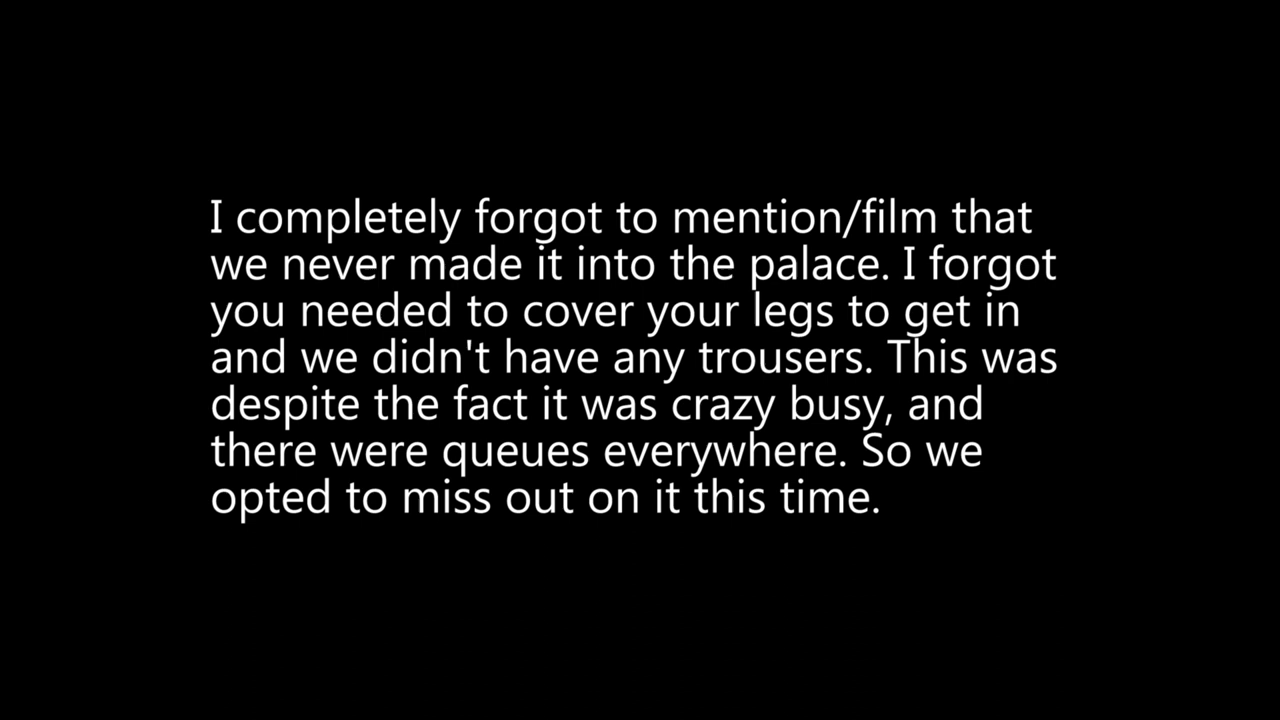 I completely forgot to mention/film that
we never made it into the palace. I forgot
you needed to cover your legs to get in
and we didn't have any trousers. This was
despite the fact it was crazy busy, and
there were queues everywhere. So we
opted to miss out on it this time.